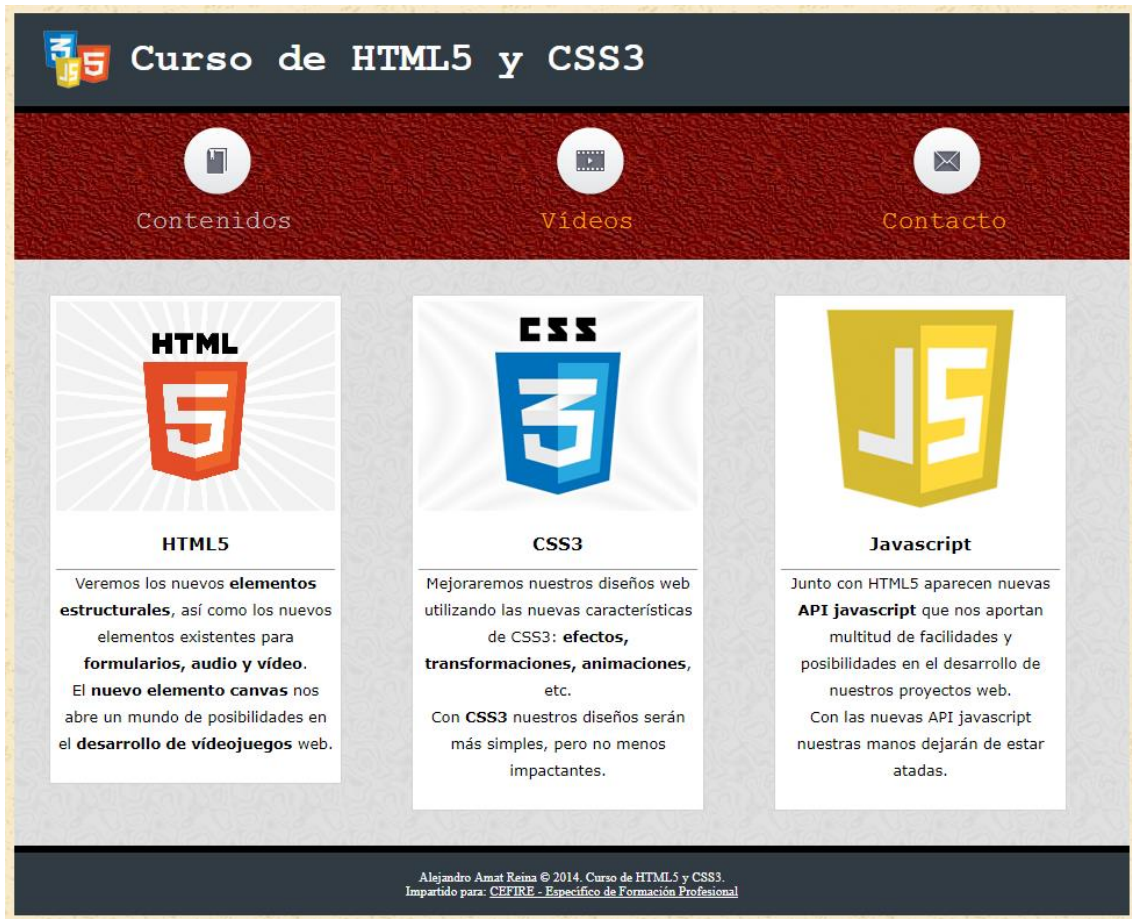 3
JS 5
Curso de HTML5 y CSS3
Contenidos
Vídeos
Contacto
HTML
5
HTML5
Veremos los nuevos elementos
estructurales, así como los nuevos
elementos existentes para
formularios, audio y vídeo.
El nuevo elemento canvas nos
abre un mundo de posibilidades en
el desarrollo de vídeojuegos web.
CSS
3
CSS3
Mejoraremos nuestros diseños web
utilizando las nuevas características
de CSS3: efectos,
transformaciones, animaciones,
etc.
Con CSS3 nuestros diseños serán
más simples, pero no menos
impactantes.
JS
Javascript
Junto con HTML5 aparecen nuevas
API javascript que nos aportan
multitud de facilidades y
posibilidades en el desarrollo de
nuestros proyectos web.
Con las nuevas API javascript
nuestras manos dejarán de estar
atadas.
Alejandro Amat Reina © 2014. Curso de HTML5 y CSS3.
Impartido para: CEFIRE - Específico de Formación Profesional